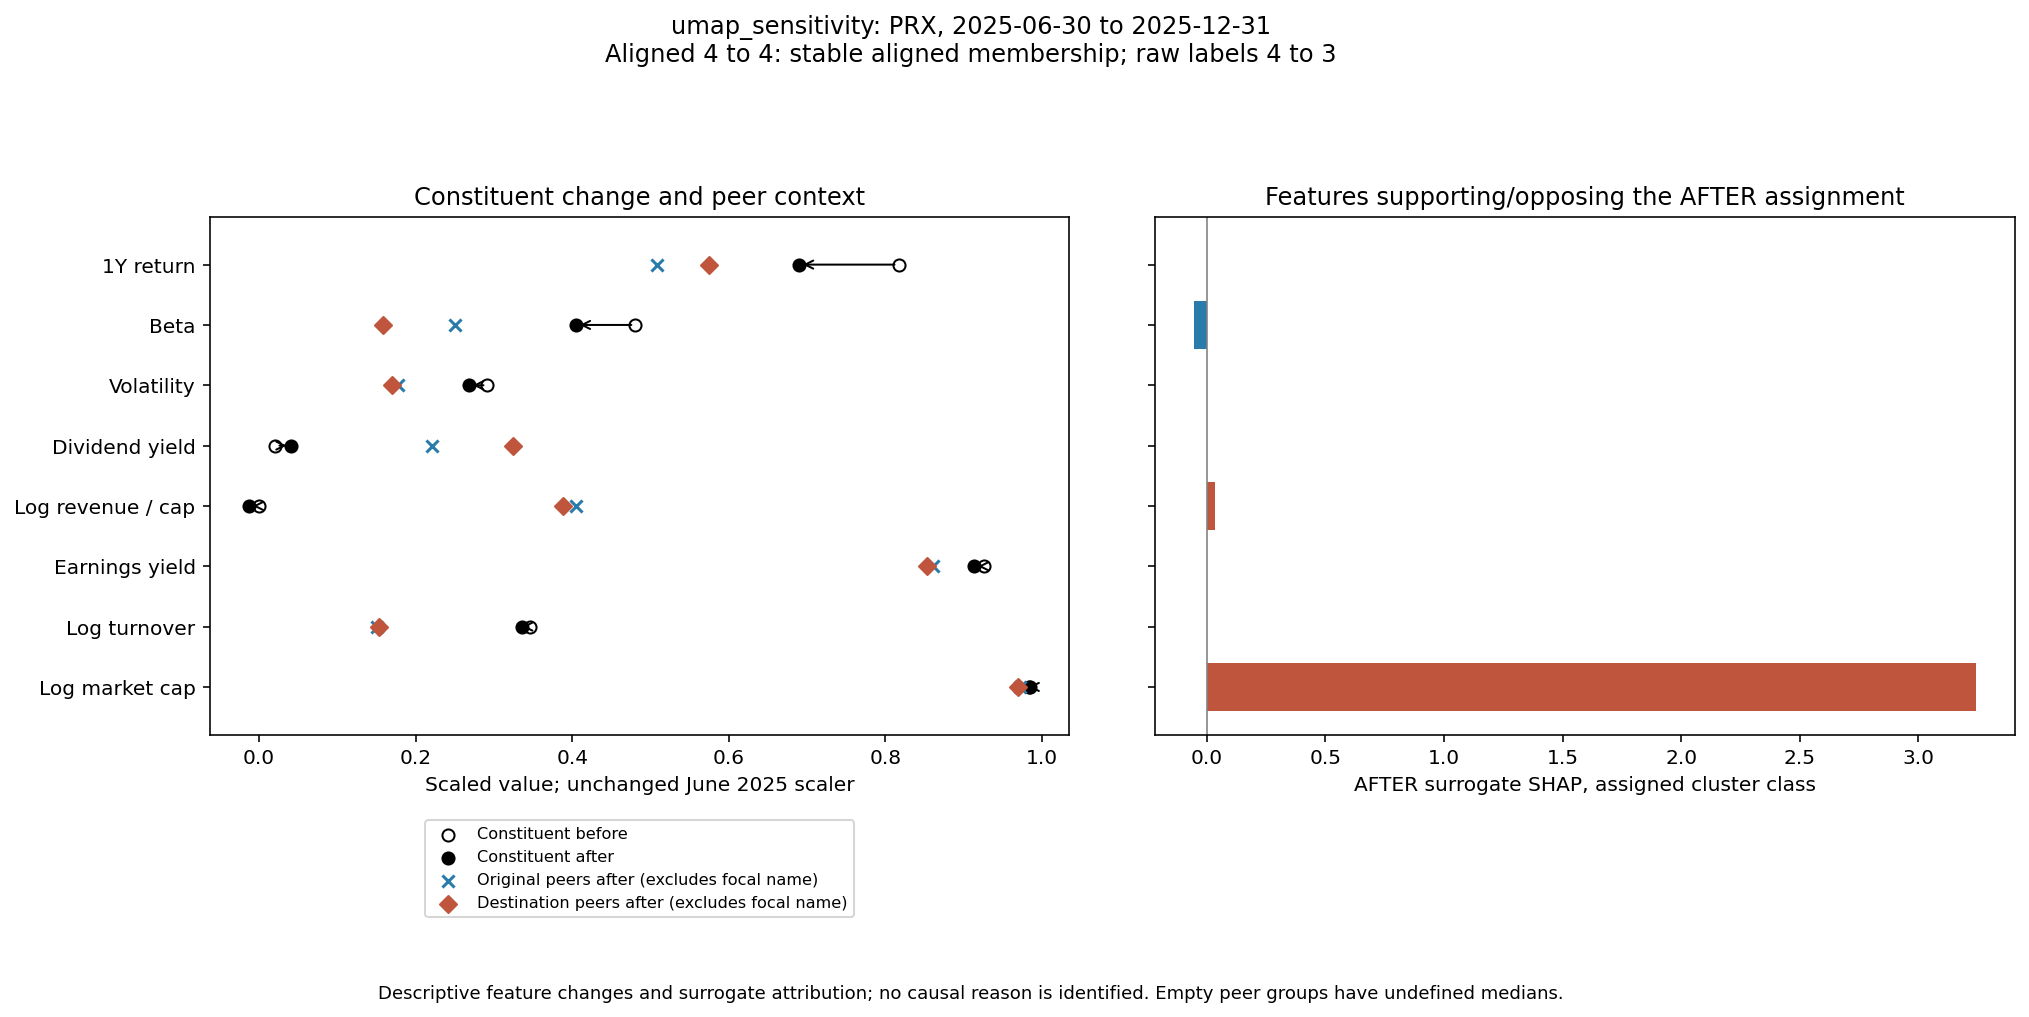 umap_sensitivity: PRX, 2025-06-30 to 2025-12-31
Aligned 4 to 4: stable aligned membership; raw labels 4 to 3
Constituent change and peer context
1Y return
Beta
Volatility
Dividend yield
Log revenue / cap
Earnings yield
Log turnover
Log market cap
0.0 0.2 0.4 0.6 0.8 1.0
Scaled value; unchanged June 2025 scaler
Constituent before
Constituent after
Original peers after (excludes focal name)
Destination peers after (excludes focal name)
Features supporting/opposing the AFTER assignment
0.0 0.5 1.0 1.5 2.0 2.5 3.0
AFTER surrogate SHAP, assigned cluster class
Descriptive feature changes and surrogate attribution; no causal reason is identified. Empty peer groups have undefined medians.